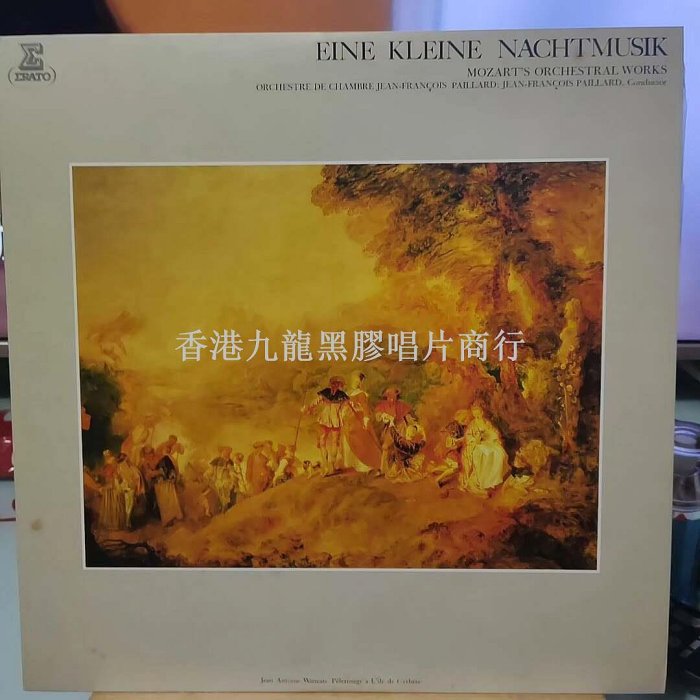 EINE KLEINE NACHTMUSIK
MOZART'S ORCHESTRAL WORKS
ORCHESTRE DE CHAMBRE JEAN-FRANÇOIS PAILLARD: JEAN-FRANÇOIS PAILLARD, Conductor
ERATO
香港九龍黑膠唱片商行
Jean Antoine Watteau: Pèlerinage à L'île de Cythère